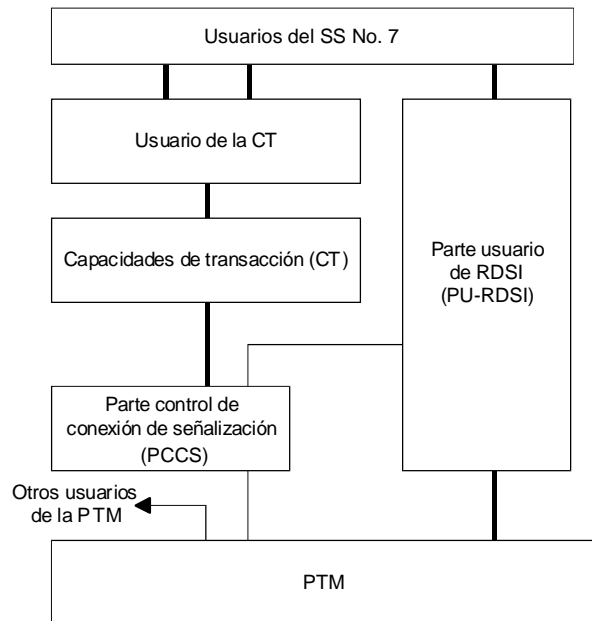 Usuarios del SS No. 7
Usuario de la CT
Capacidades de transacción (CT)
Parte usuario
de RDSI
(PU-RDSI)
Parte control de
conexión de señalización
(PCCS)
Otros usuarios
de la PTM
PTM